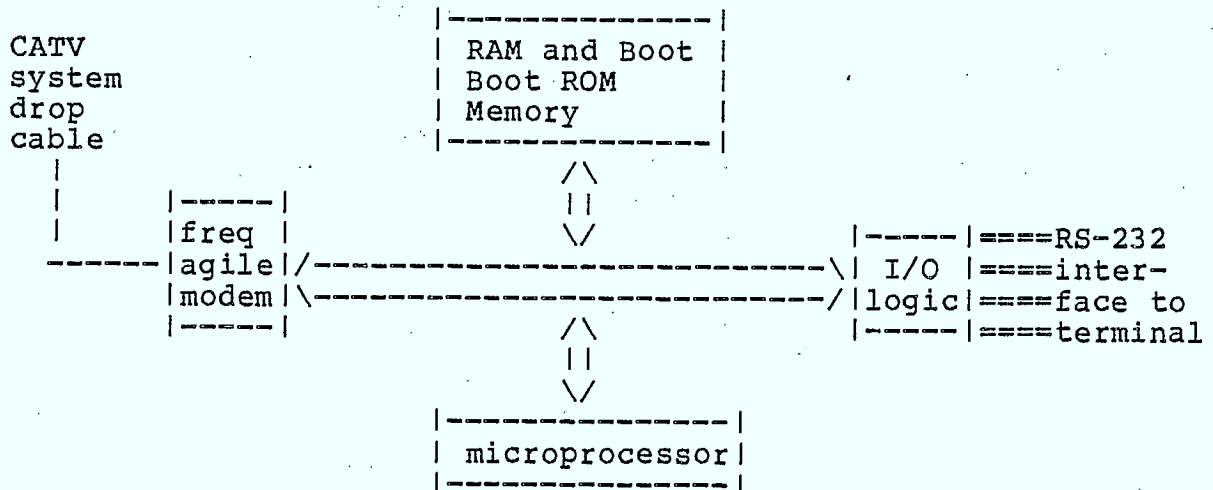 CATV
system
drop
cable
RAM and Boot
Boot ROM
Memory
freq
agile
modem
I/O
logic
RS-232
inter-
face to
terminal
microprocessor